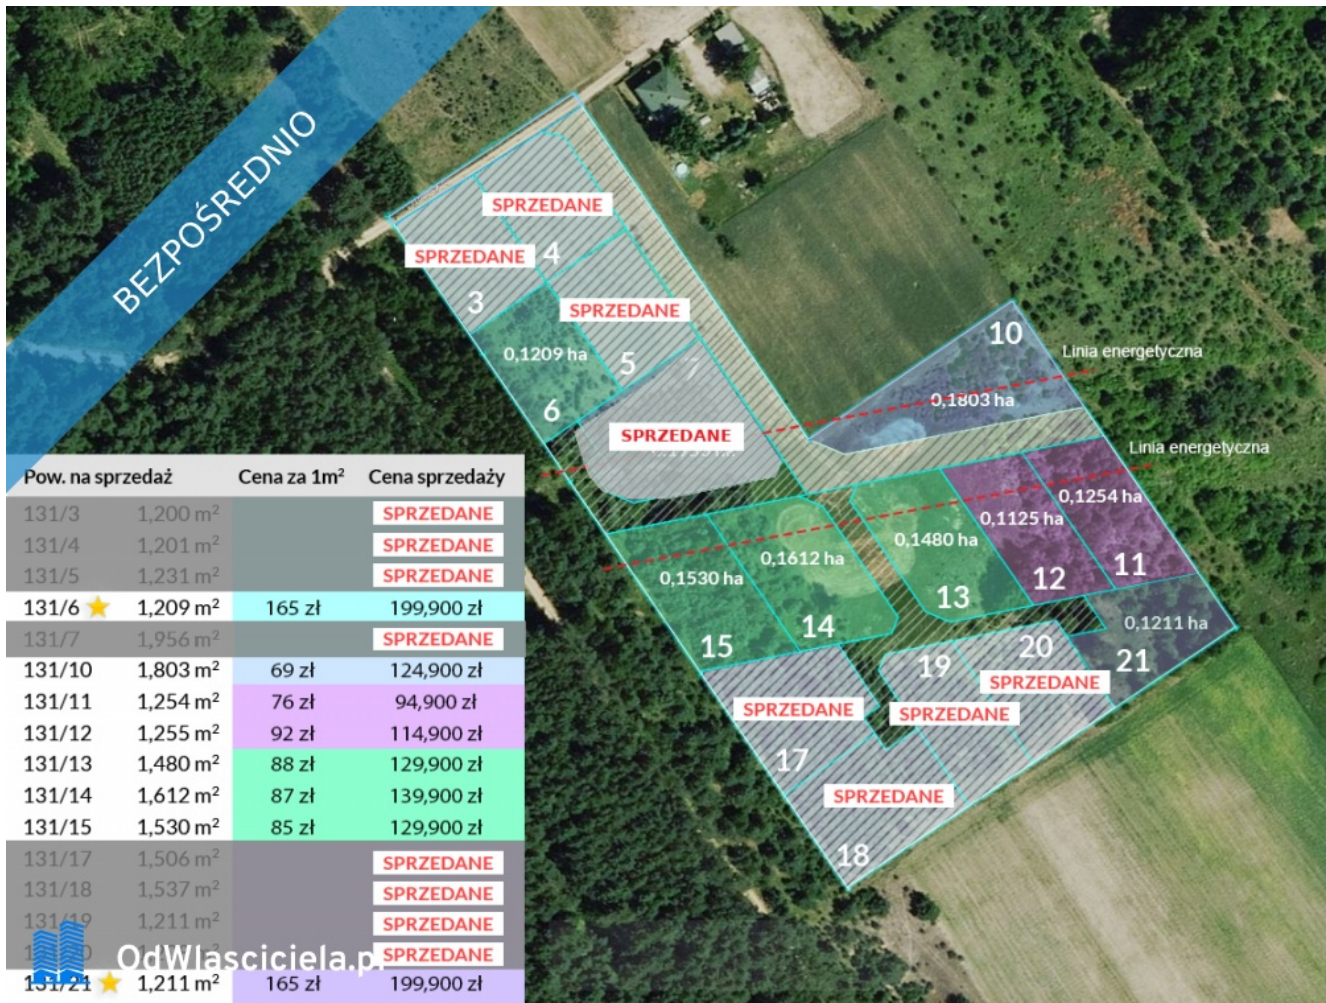 BEZPOŚREDNIO
SPRZEDANE
SPRZEDANE
4
3
SPRZEDANE
0,1209 ha
5
7
6
SPRZEDANE
10
Linia energetyczna
0,1803 ha
Linia energetyczna
0,1254 ha
0,1125 ha
0,1480 ha
0,1612 ha
0,1530 ha
11
12
13
14
15
0,1211 ha
20
19
21
SPRZEDANE
SPRZEDANE
SPRZEDANE
17
SPRZEDANE
18
Pow. na sprzedaż Cena za 1m² Cena sprzedaży
131/3 1,200 m² SPRZEDANE
131/4 1,201 m² SPRZEDANE
131/5 1,231 m² SPRZEDANE
131/6 1,209 m² 165 zł 199,900 zł
131/7 1,956 m² SPRZEDANE
131/10 1,803 m² 69 zł 124,900 zł
131/11 1,254 m² 76 zł 94,900 zł
131/12 1,255 m² 92 zł 114,900 zł
131/13 1,480 m² 88 zł 129,900 zł
131/14 1,612 m² 87 zł 139,900 zł
131/15 1,530 m² 85 zł 129,900 zł
131/17 1,506 m² SPRZEDANE
131/18 1,537 m² SPRZEDANE
131/19 1,211 m² SPRZEDANE
SPRZEDANE
OdWlasciciela.pl
131/21 1,211 m² 165 zł 199,900 zł